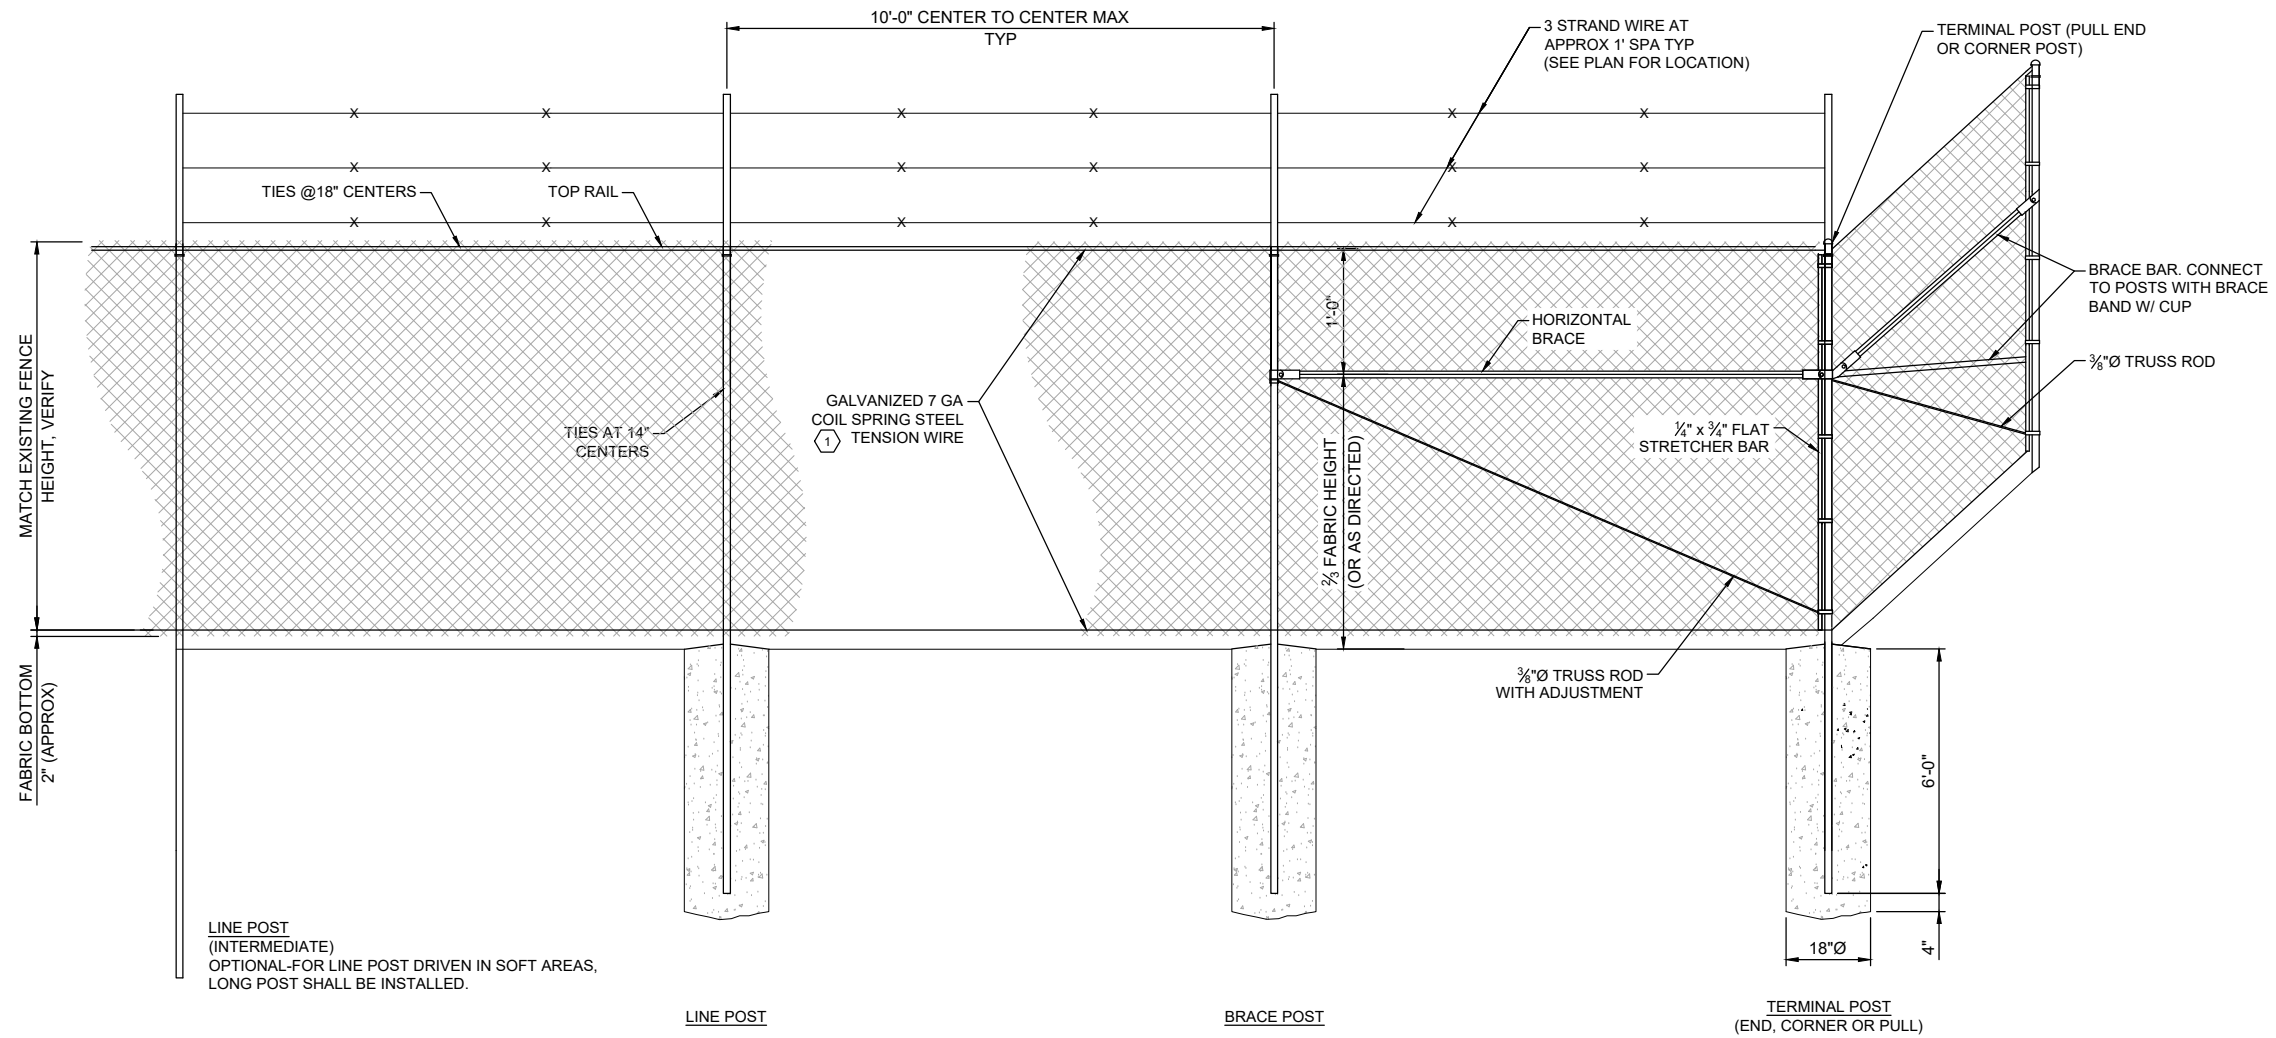 10'-0" CENTER TO CENTER MAX
TYP
3 STRAND WIRE AT
APPROX 1' SPA TYP
(SEE PLAN FOR LOCATION)
TERMINAL POST (PULL END
OR CORNER POST)
X X X X X X
X X X X X X
TIES @18" CENTERS
TOP RAIL
X X X X X X
BRACE BAR. CONNECT
TO POSTS WITH BRACE
BAND W/ CUP
1'-0"
HORIZONTAL
BRACE
⅜"Ø TRUSS ROD
MATCH EXISTING FENCE
HEIGHT, VERIFY
GALVANIZED 7 GA
COIL SPRING STEEL
1 TENSION WIRE
TIES AT 14"
CENTERS
¼" x ¾" FLAT
STRETCHER BAR
⅔ FABRIC HEIGHT
(OR AS DIRECTED)
FABRIC BOTTOM
2" (APPROX)
⅜"Ø TRUSS ROD
WITH ADJUSTMENT
6'-0"
4"
18"Ø
LINE POST
(INTERMEDIATE)
OPTIONAL-FOR LINE POST DRIVEN IN SOFT AREAS,
LONG POST SHALL BE INSTALLED.
LINE POST
BRACE POST
TERMINAL POST
(END, CORNER OR PULL)